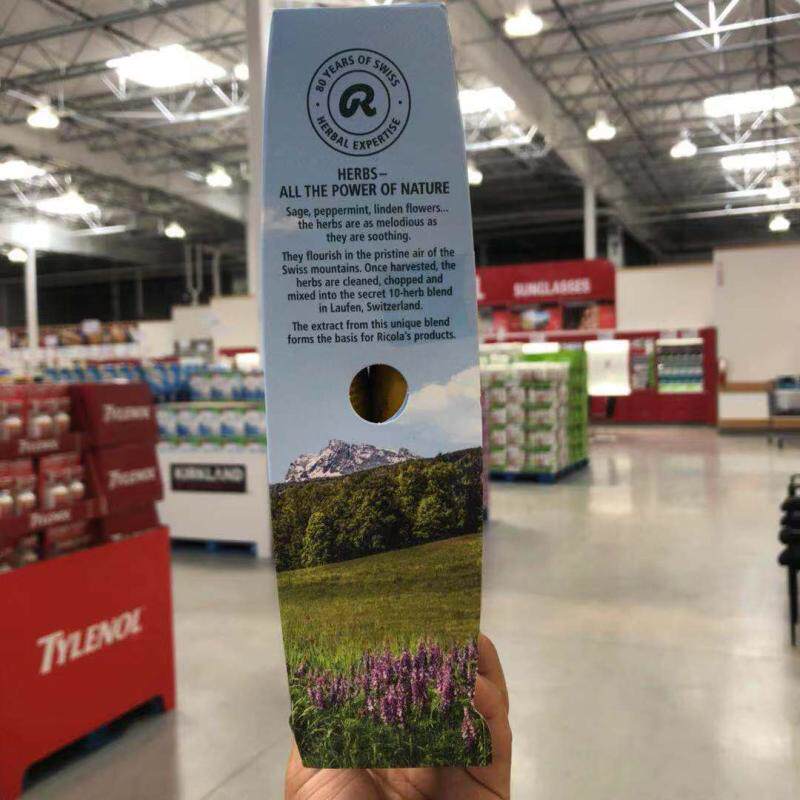 80 YEARS OF SWISS
HERBAL EXPERTISE
R
HERBS–
ALL THE POWER OF NATURE
Sage, peppermint, linden flowers...
the herbs are as melodious as
they are soothing.
They flourish in the pristine air of the
Swiss mountains. Once harvested, the
herbs are cleaned, chopped and
mixed into the secret 10-herb blend
in Laufen, Switzerland.
The extract from this unique blend
forms the basis for Ricola's products.
SUNGLASSES
TYLENOL
TYLENOL
TYLENOL
TYLENOL
KIRKLAND
TYLENOL